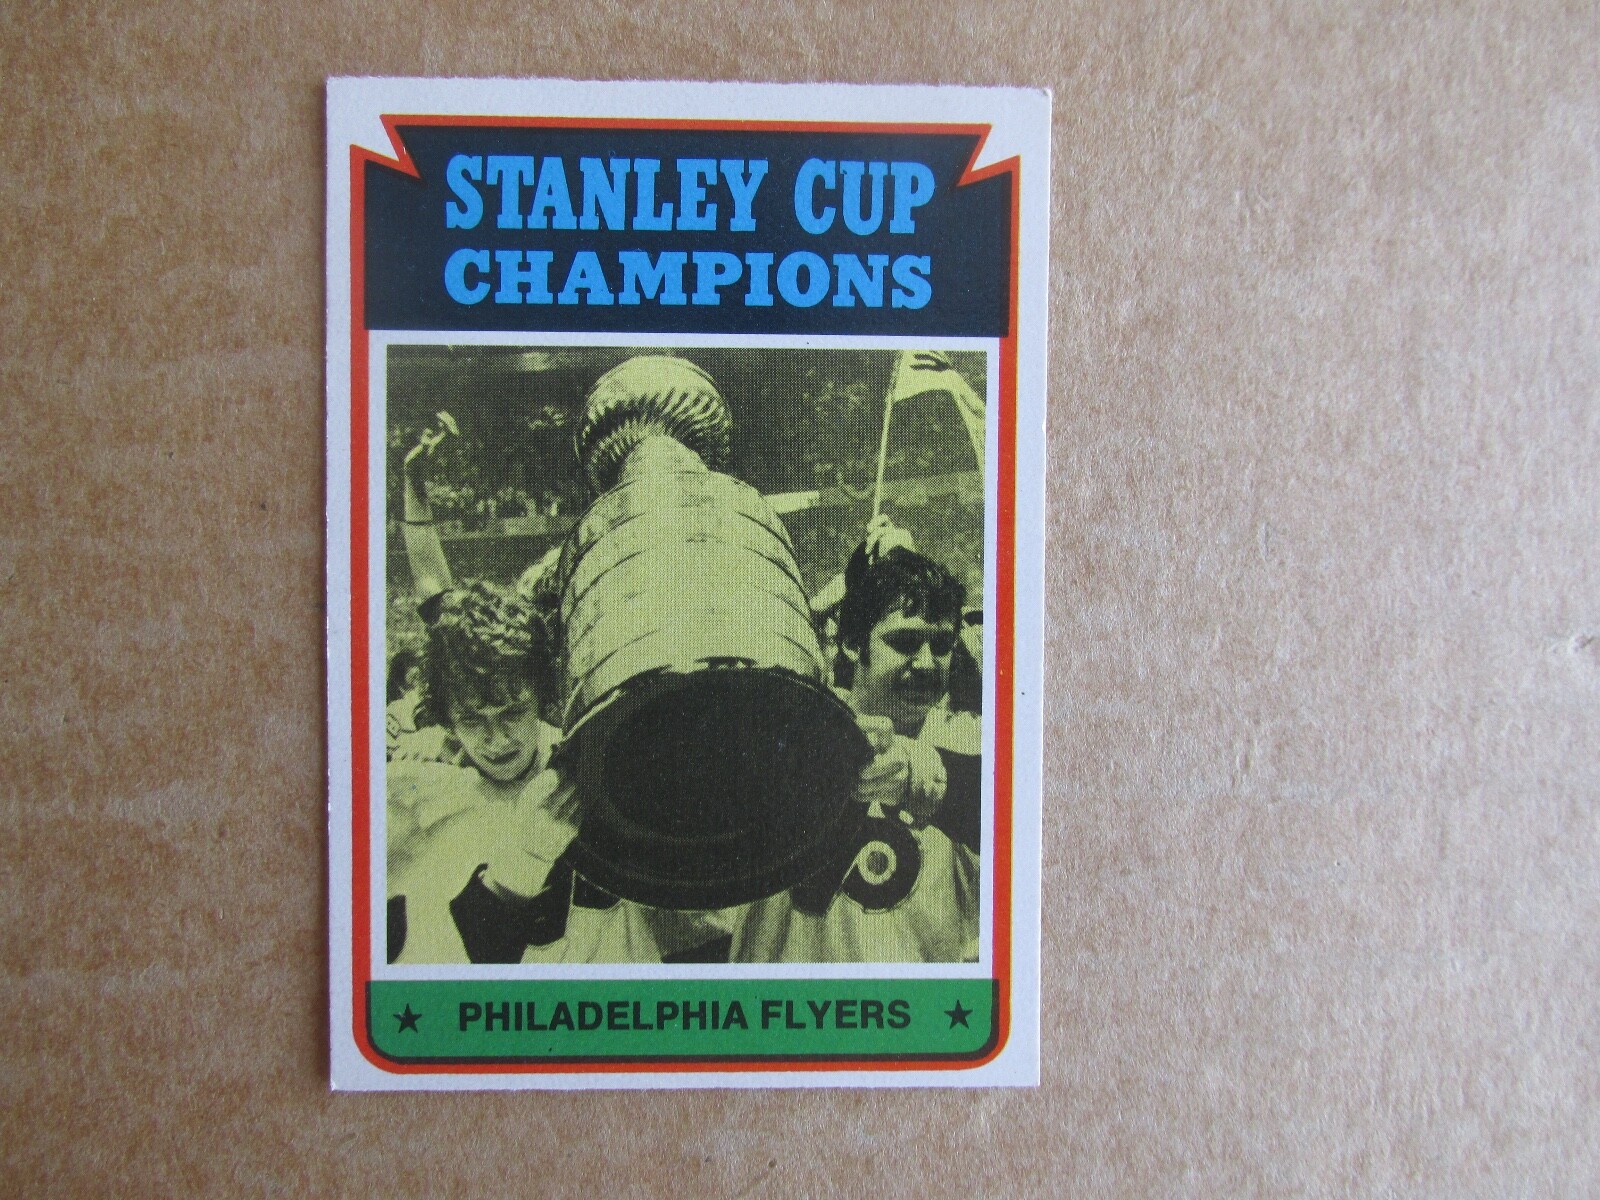 STANLEY CUP
CHAMPIONS
★ PHILADELPHIA FLYERS ★